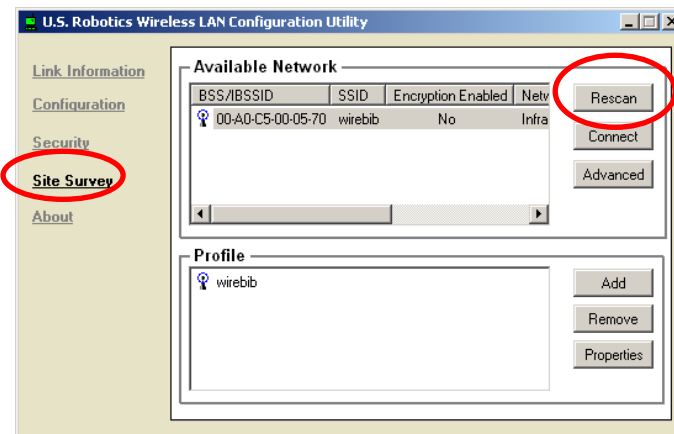 U.S. Robotics Wireless LAN Configuration Utility
Link Information
Configuration
Security
Site Survey
About
Available Network
BSS/IBSSID SSID Encryption Enabled Netw
00-A0-C5-00-05-70 wirebib No Infra
Rescan
Connect
Advanced
Profile
wirebib
Add
Remove
Properties